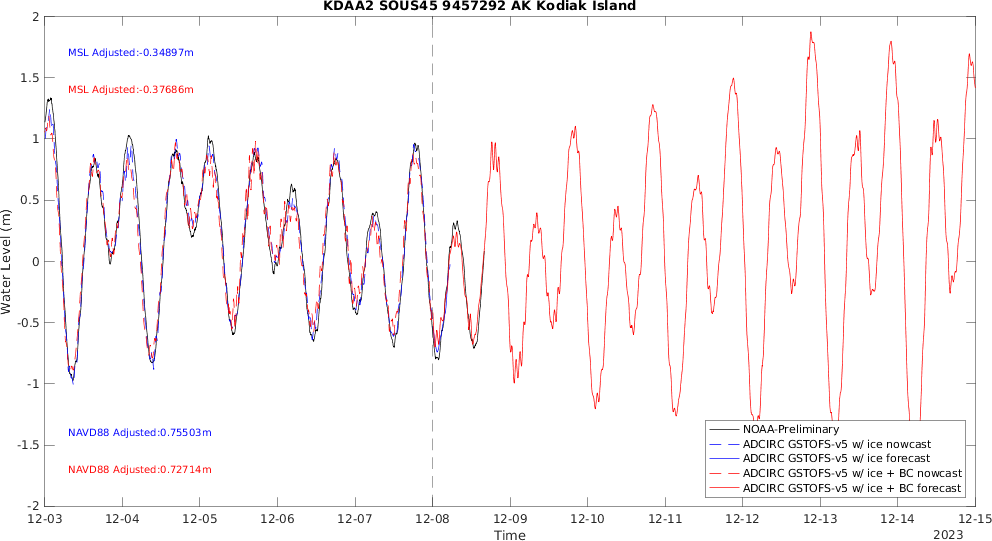 KDAA2 SOUS45 9457292 AK Kodiak Island
MSL Adjusted:-0.34897m
MSL Adjusted:-0.37686m
NAVD88 Adjusted:0.75503m
NAVD88 Adjusted:0.72714m
Water Level (m)
2
1.5
1
0.5
0
-0.5
-1
-1.5
-2
NOAA-Preliminary
ADCIRC GSTOFS-v5 w/ ice nowcast
ADCIRC GSTOFS-v5 w/ ice forecast
ADCIRC GSTOFS-v5 w/ ice + BC nowcast
ADCIRC GSTOFS-v5 w/ ice + BC forecast
12-03 12-04 12-05 12-06 12-07 12-08 12-09 12-10 12-11 12-12 12-13 12-14 12-15
Time
2023